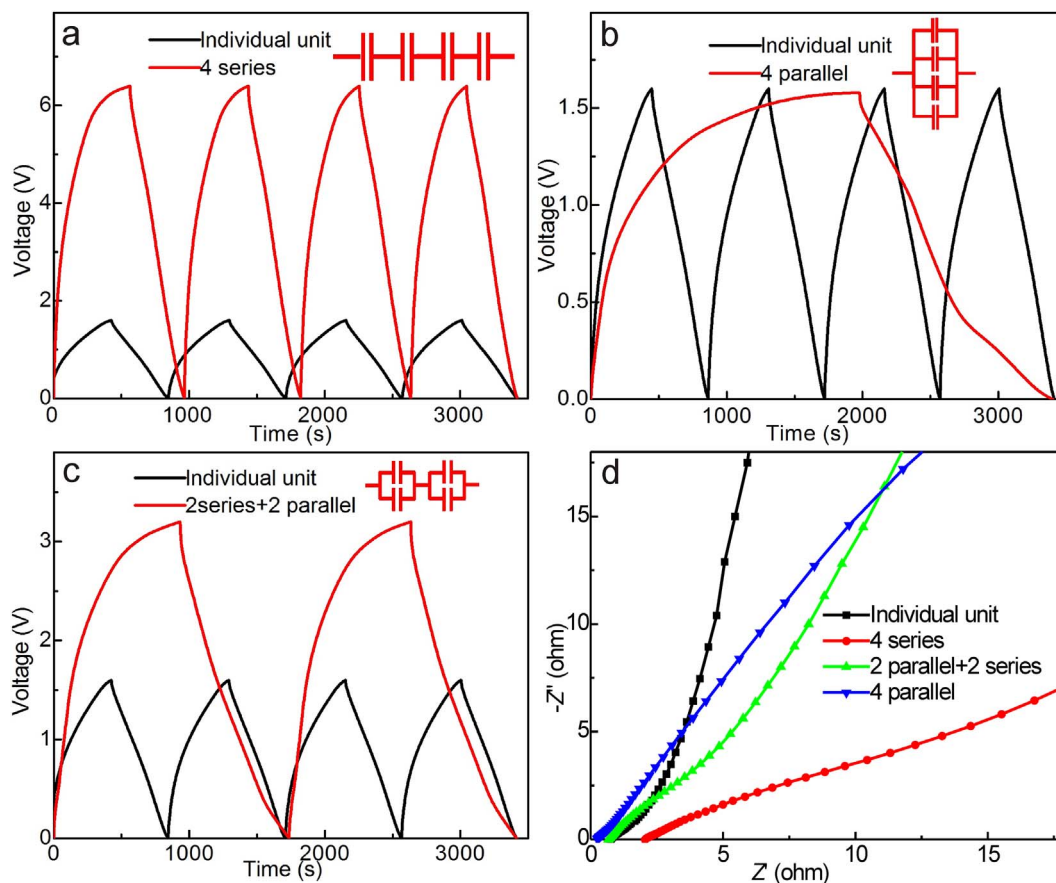 a
Individual unit
4 series
Voltage (V)
6
4
2
0
0
1000
2000
3000
Time (s)
b
Individual unit
4 parallel
Voltage (V)
1.5
1.0
0.5
0.0
0
1000
2000
3000
Time (s)
c
Individual unit
2series+2 parallel
Voltage (V)
3
2
1
0
0
1000
2000
3000
Time (s)
d
Individual unit
4 series
2 parallel+2 series
4 parallel
-Z'' (ohm)
15
10
5
0
0
5
10
15
Z' (ohm)